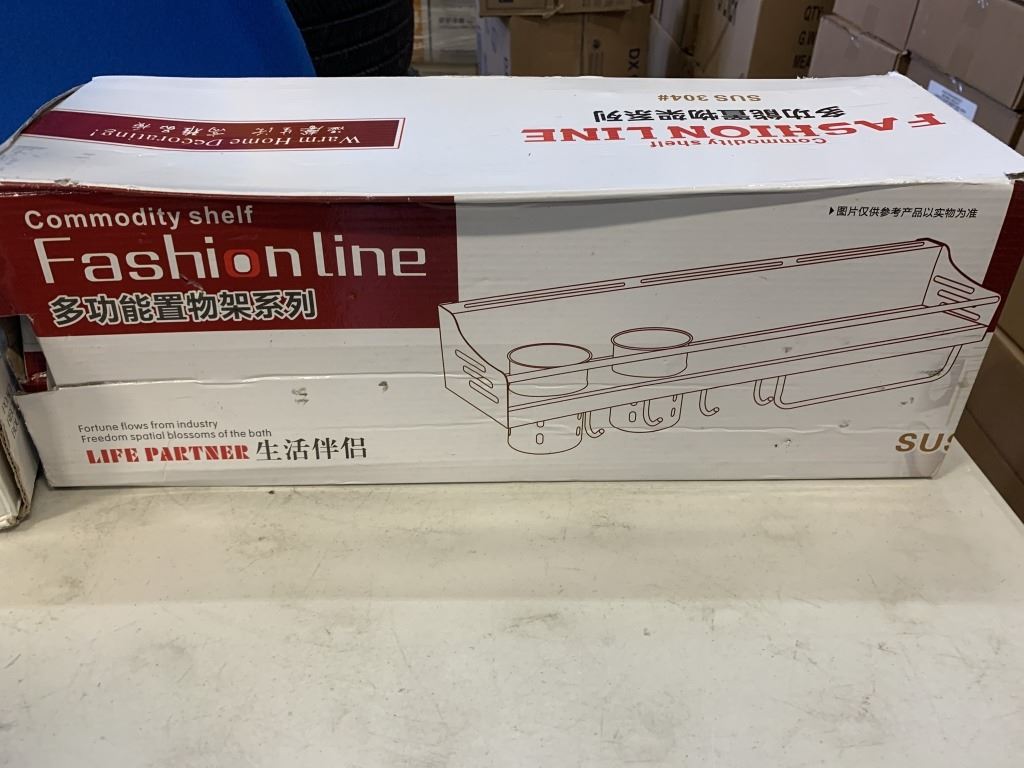 SUS 304#
多功能置物架系列
FASHION LINE
Commodity shelf
Warm Home Decorating!
Commodity shelf
Fashion line
多功能置物架系列
▶图片仅供参考产品以实物为准
Fortune flows from industry
Freedom spatial blossoms of the bath
LIFE PARTNER 生活伴侣
SUS
QTY
G.W
MEA
DX